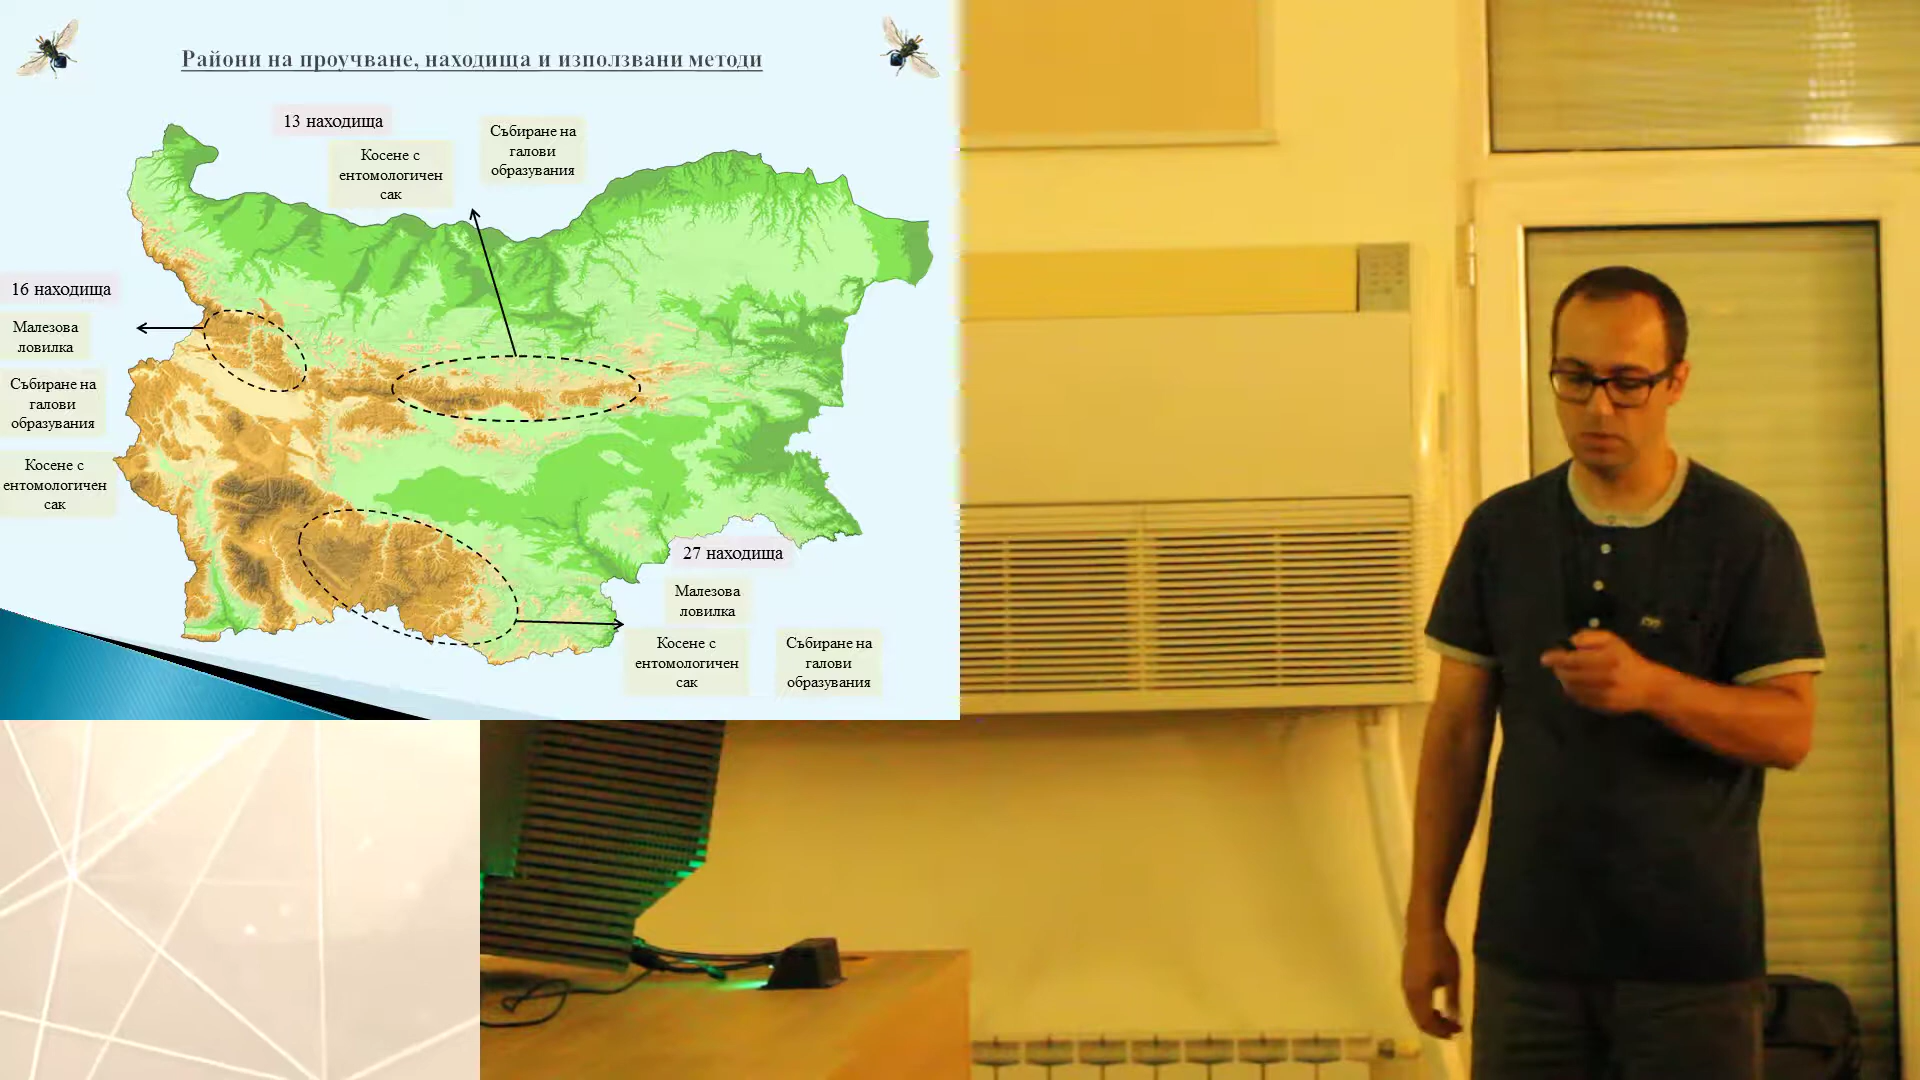 Райони на проучване, находища и използвани методи
13 находища
Косене с
ентомологичен
сак
Събиране на
галови
образувания
16 находища
Малезова
ловилка
Събиране на
галови
образувания
Косене с
ентомологичен
сак
27 находища
Малезова
ловилка
Косене с
ентомологичен
сак
Събиране на
галови
образувания